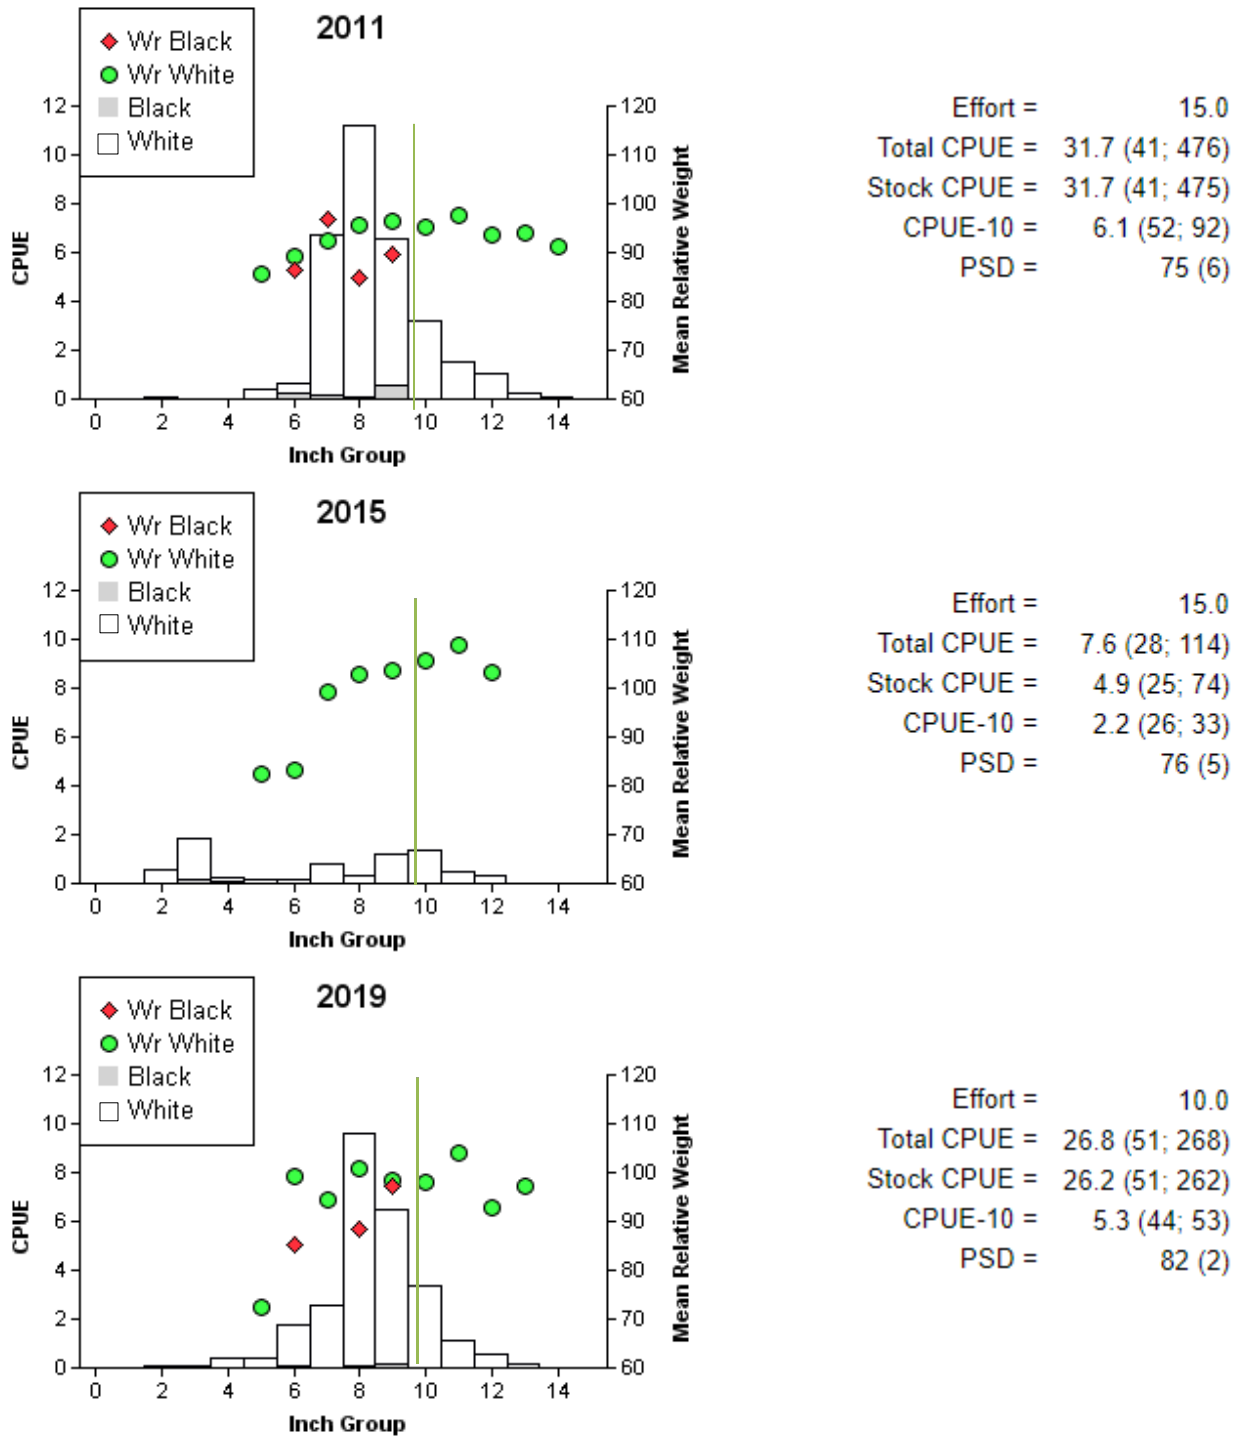 2011
Wr Black
Wr White
Black
White
12
10
8
6
4
2
0
CPUE
120
110
100
90
80
70
60
Mean Relative Weight
0 2 4 6 8 10 12 14
Inch Group
Effort = 15.0
Total CPUE = 31.7 (41; 476)
Stock CPUE = 31.7 (41; 475)
CPUE-10 = 6.1 (52; 92)
PSD = 75 (6)
2015
Wr Black
Wr White
Black
White
12
10
8
6
4
2
0
CPUE
120
110
100
90
80
70
60
Mean Relative Weight
0 2 4 6 8 10 12 14
Inch Group
Effort = 15.0
Total CPUE = 7.6 (28; 114)
Stock CPUE = 4.9 (25; 74)
CPUE-10 = 2.2 (26; 33)
PSD = 76 (5)
2019
Wr Black
Wr White
Black
White
12
10
8
6
4
2
0
CPUE
120
110
100
90
80
70
60
Mean Relative Weight
0 2 4 6 8 10 12 14
Inch Group
Effort = 10.0
Total CPUE = 26.8 (51; 268)
Stock CPUE = 26.2 (51; 262)
CPUE-10 = 5.3 (44; 53)
PSD = 82 (2)